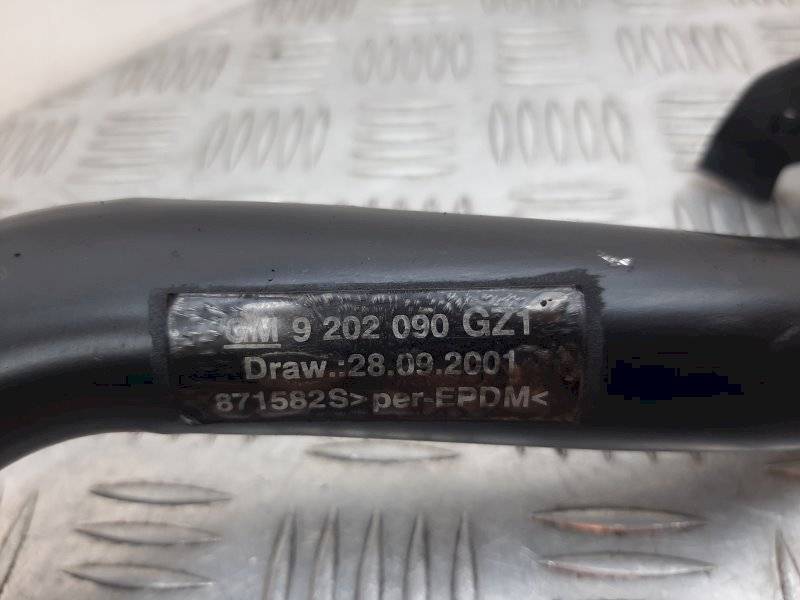 GM 9 202 090 GZ1
Draw.:28.09.2001
871582S> per-EPDM<